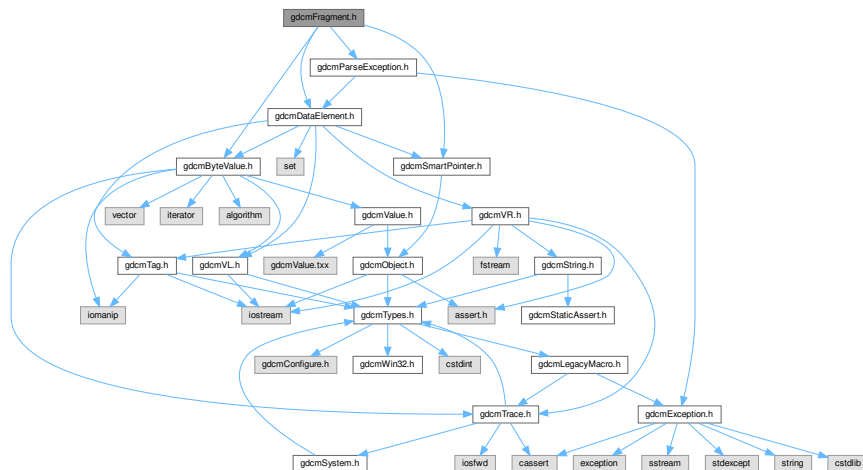 gdcmFragment.h
gdcmParseException.h
gdcmDataElement.h
gdcmByteValue.h
set
gdcmSmartPointer.h
vector
iterator
algorithm
gdcmValue.h
gdcmVR.h
gdcmTag.h
gdcmVL.h
gdcmValue.txx
gdcmObject.h
fstream
gdcmString.h
iomanip
iostream
gdcmTypes.h
assert.h
gdcmStaticAssert.h
gdcmConfigure.h
gdcmWin32.h
cstdint
gdcmLegacyMacro.h
gdcmTrace.h
gdcmException.h
gdcmSystem.h
iosfwd
cassert
exception
sstream
stdexcept
string
cstdlib